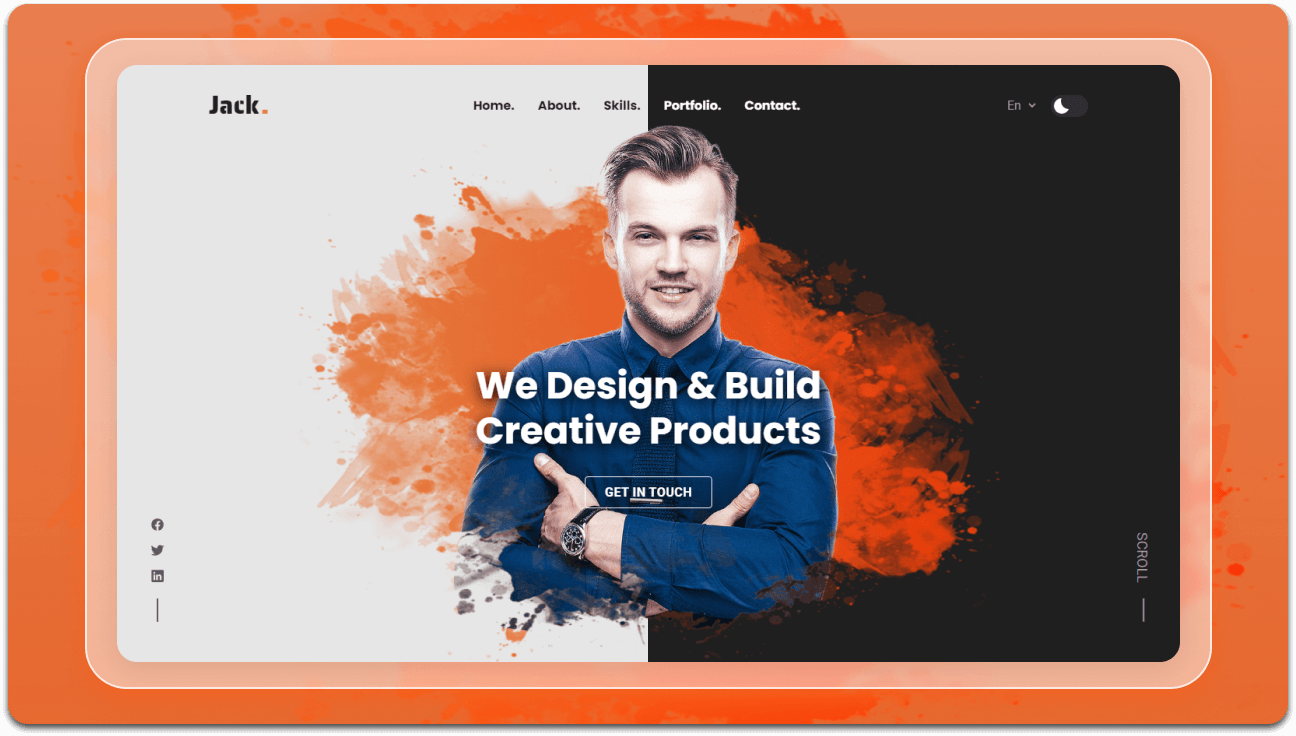 Jack.
Home. About. Skills. Portfolio. Contact.
En
We Design & Build
Creative Products
GET IN TOUCH
SCROLL